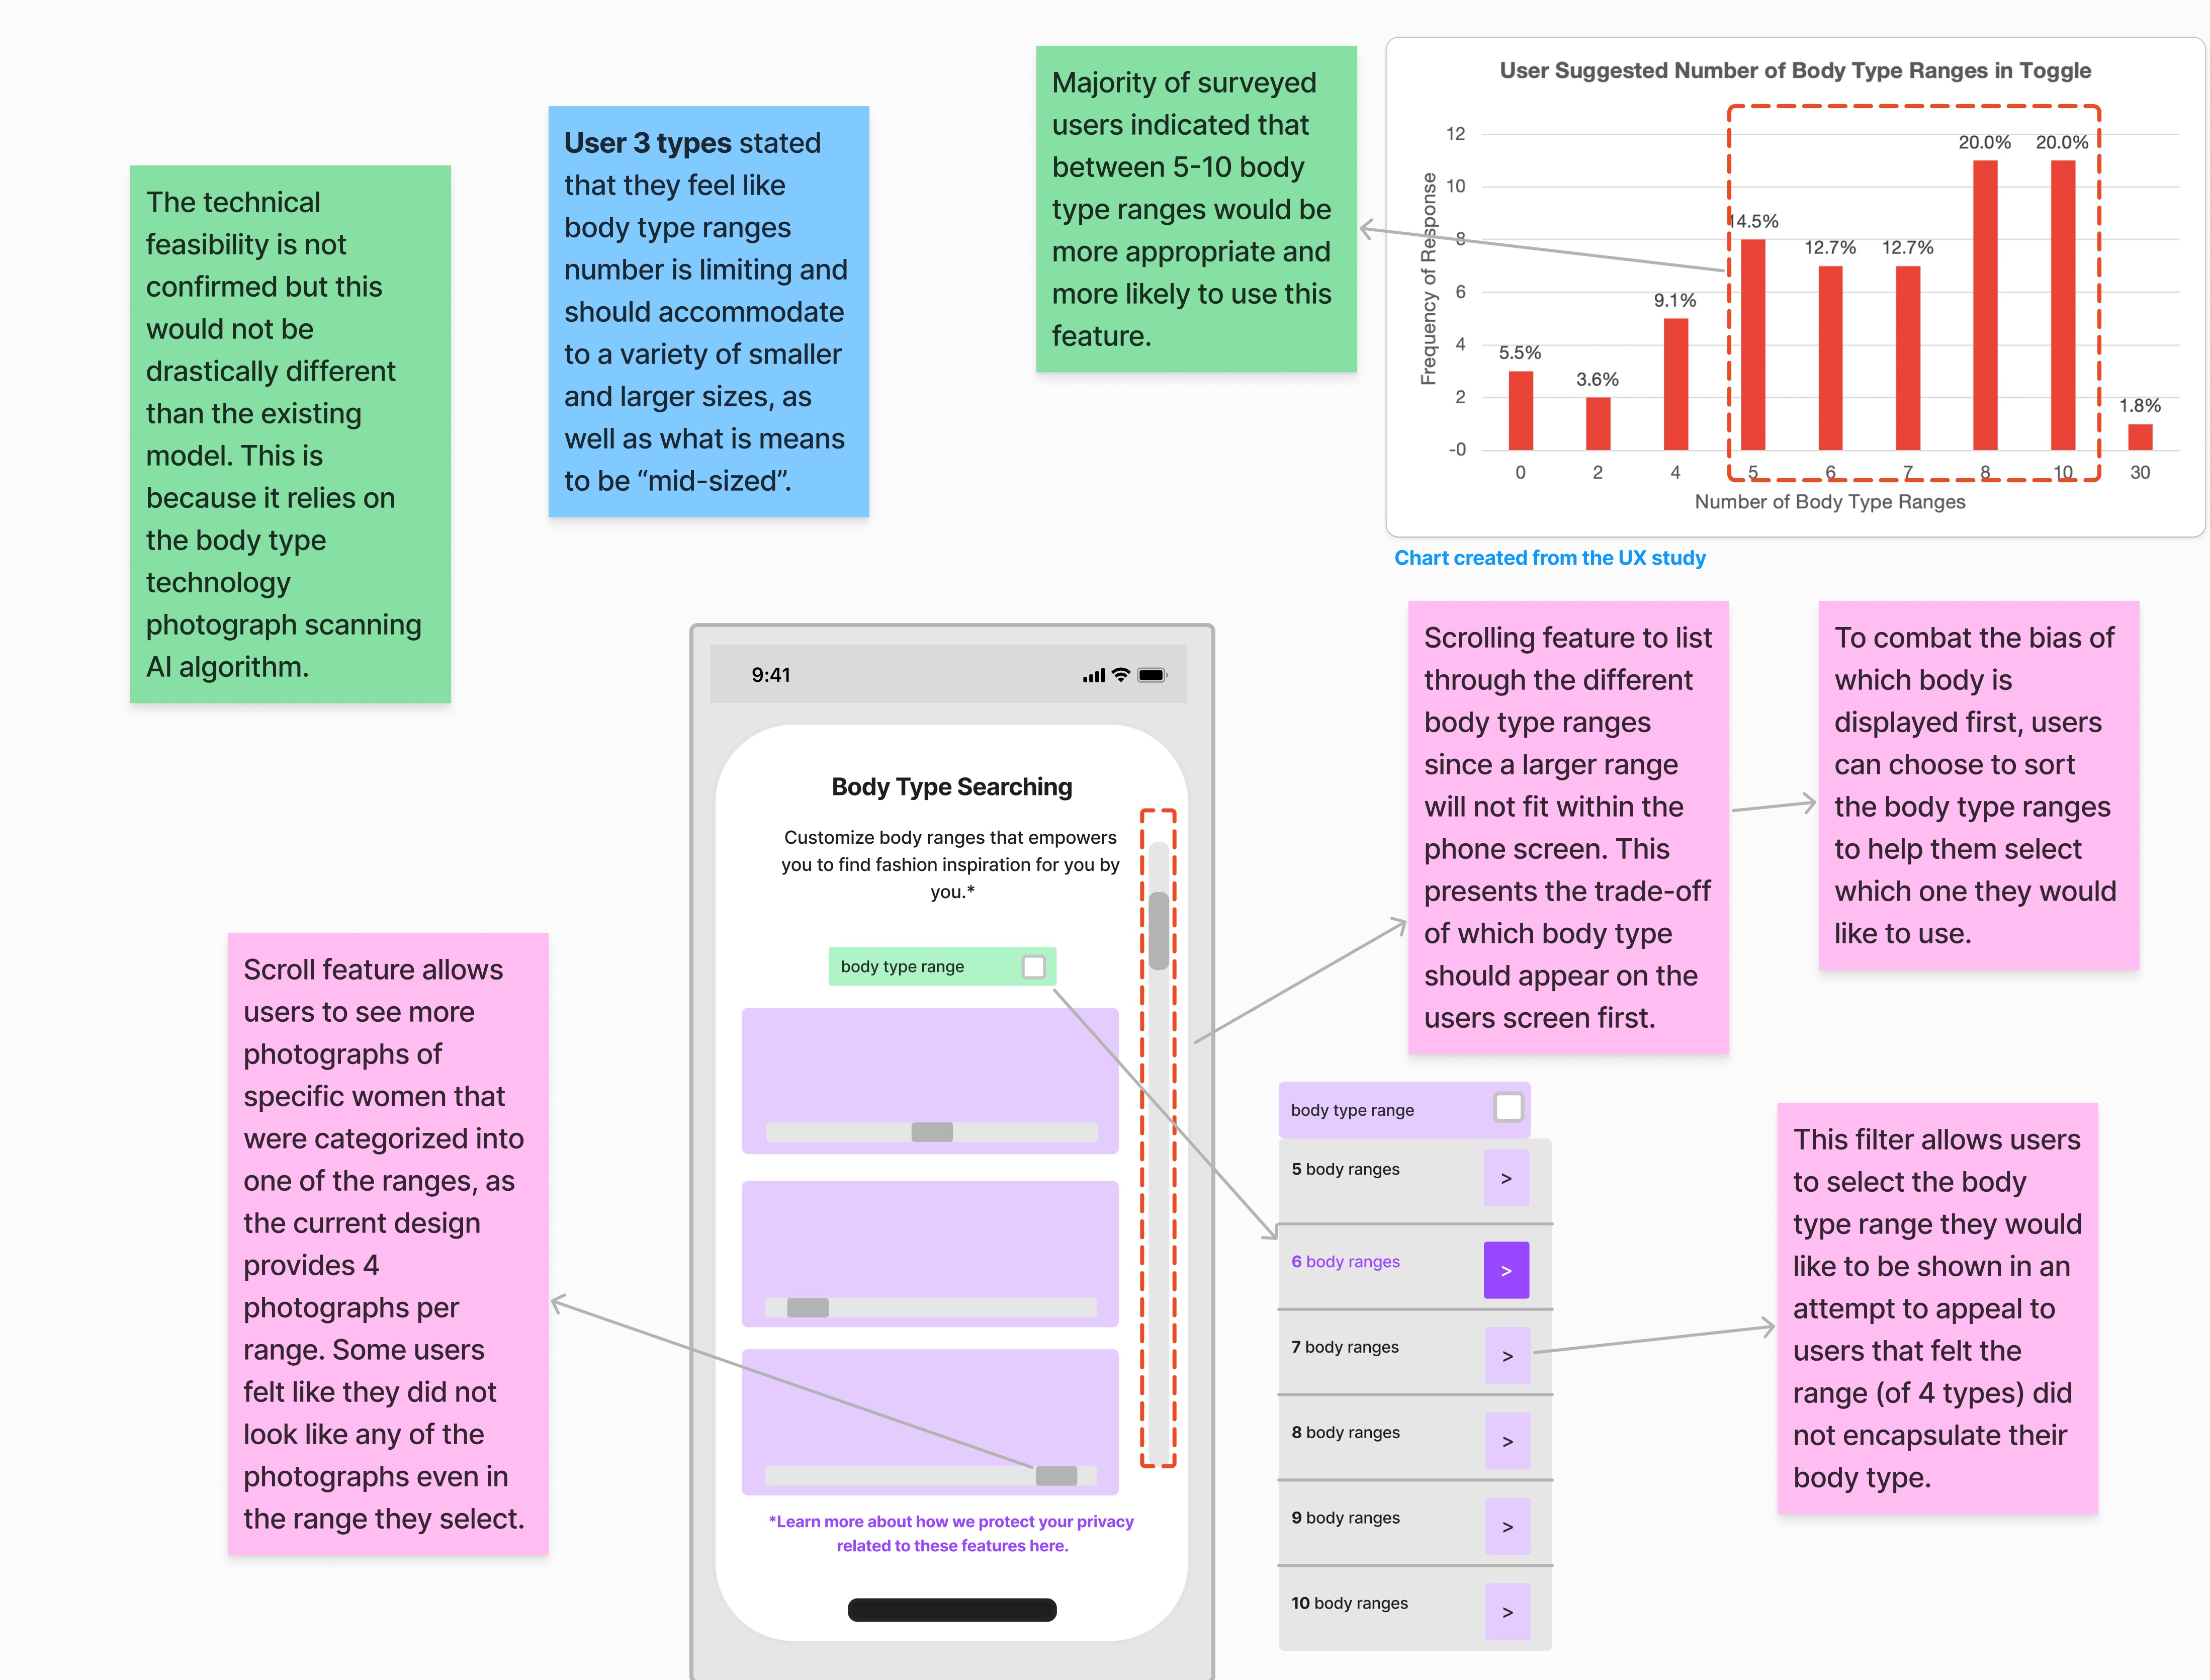 The technical
feasibility is not
confirmed but this
would not be
drastically different
than the existing
model. This is
because it relies on
the body type
technology
photograph scanning
AI algorithm.
User 3 types stated
that they feel like
body type ranges
number is limiting and
should accommodate
to a variety of smaller
and larger sizes, as
well as what is means
to be “mid-sized”.
Majority of surveyed
users indicated that
between 5-10 body
type ranges would be
more appropriate and
more likely to use this
feature.
User Suggested Number of Body Type Ranges in Toggle
Frequency of Response
12
10
8
6
4
2
-0
5.5%
3.6%
9.1%
14.5%
12.7%
12.7%
20.0%
20.0%
1.8%
0
2
4
5
6
7
8
10
30
Number of Body Type Ranges
Chart created from the UX study
9:41
Body Type Searching
Customize body ranges that empowers
you to find fashion inspiration for you by
you.*
body type range
*Learn more about how we protect your privacy
related to these features here.
Scroll feature allows
users to see more
photographs of
specific women that
were categorized into
one of the ranges, as
the current design
provides 4
photographs per
range. Some users
felt like they did not
look like any of the
photographs even in
the range they select.
Scrolling feature to list
through the different
body type ranges
since a larger range
will not fit within the
phone screen. This
presents the trade-off
of which body type
should appear on the
users screen first.
To combat the bias of
which body is
displayed first, users
can choose to sort
the body type ranges
to help them select
which one they would
like to use.
body type range
5 body ranges >
6 body ranges >
7 body ranges >
8 body ranges >
9 body ranges >
10 body ranges >
This filter allows users
to select the body
type range they would
like to be shown in an
attempt to appeal to
users that felt the
range (of 4 types) did
not encapsulate their
body type.